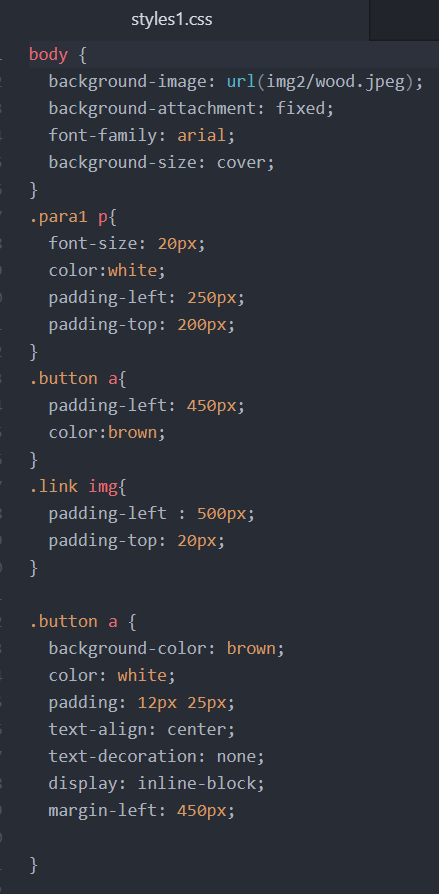 styles1.css
body {
  background-image: url(img2/wood.jpeg);
  background-attachment: fixed;
  font-family: arial;
  background-size: cover;
}
.para1 p{
  font-size: 20px;
  color:white;
  padding-left: 250px;
  padding-top: 200px;
}
.button a{
  padding-left: 450px;
  color:brown;
}
.link img{
  padding-left : 500px;
  padding-top: 20px;
}

.button a {
  background-color: brown;
  color: white;
  padding: 12px 25px;
  text-align: center;
  text-decoration: none;
  display: inline-block;
  margin-left: 450px;

}